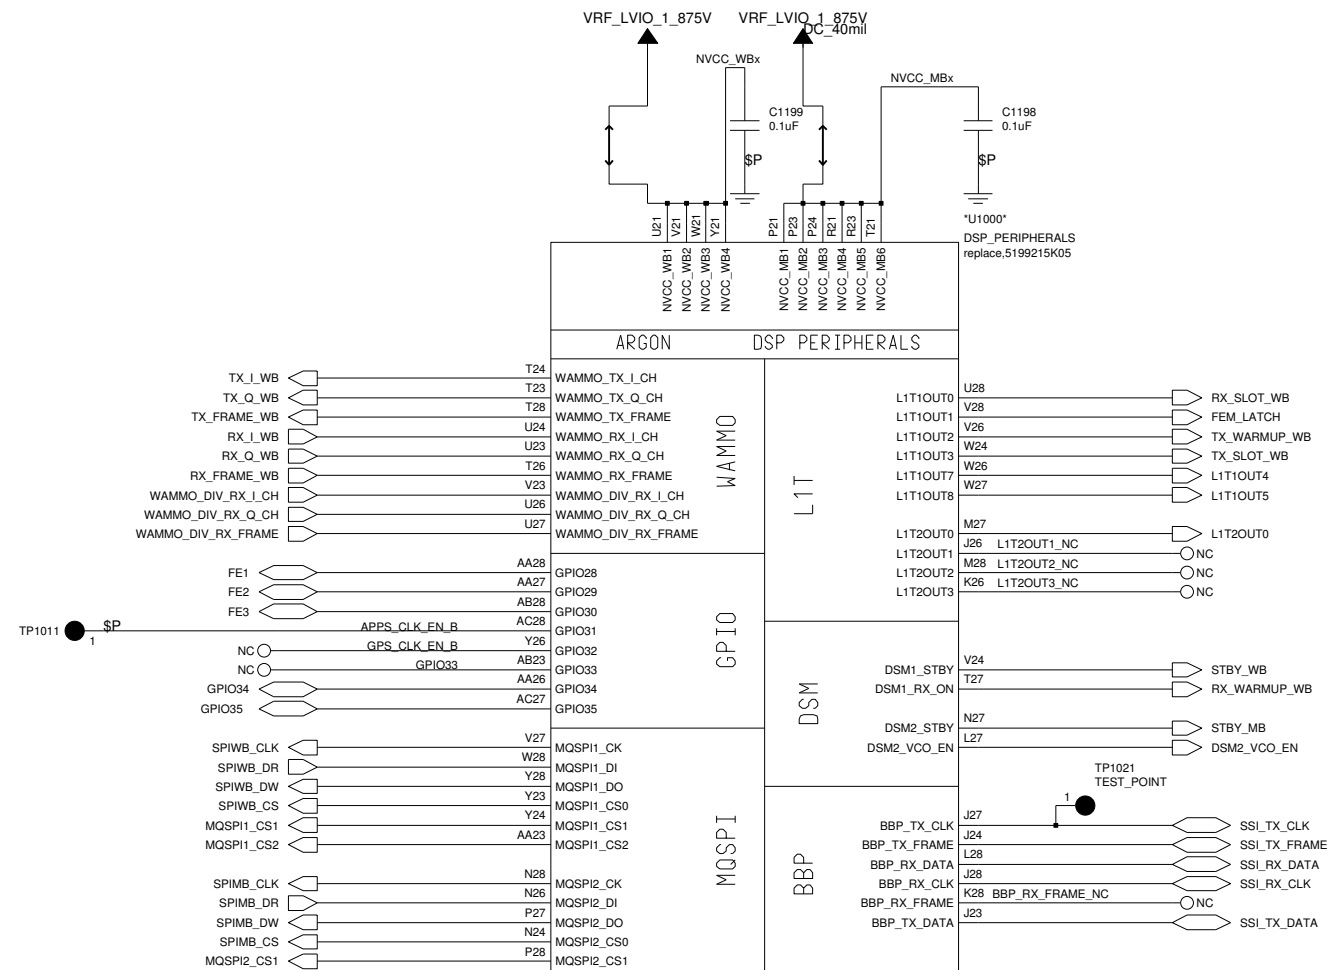 VRF_LVIO_1_875V VRF_LVIO_1_875V
DC_40mil
NVCC_WBx
NVCC_MBx
C1199
0.1uF
C1198
0.1uF
$P
$P
U21 V21 W21 Y21 P21 P23 P24 R21 R23 T21
*U1000*
DSP_PERIPHERALS
replace,5199215K05
NVCC_WB1 NVCC_WB2 NVCC_WB3 NVCC_WB4 NVCC_MB1 NVCC_MB2 NVCC_MB3 NVCC_MB4 NVCC_MB5 NVCC_MB6
ARGON DSP PERIPHERALS
WAMMO
TX_I_WB T24 WAMMO_TX_I_CH
TX_Q_WB T23 WAMMO_TX_Q_CH
TX_FRAME_WB T28 WAMMO_TX_FRAME
RX_I_WB U24 WAMMO_RX_I_CH
RX_Q_WB U23 WAMMO_RX_Q_CH
RX_FRAME_WB T26 WAMMO_RX_FRAME
WAMMO_DIV_RX_I_CH V23 WAMMO_DIV_RX_I_CH
WAMMO_DIV_RX_Q_CH U26 WAMMO_DIV_RX_Q_CH
WAMMO_DIV_RX_FRAME U27 WAMMO_DIV_RX_FRAME
GPIO
FE1 AA28 GPIO28
FE2 AA27 GPIO29
FE3 AB28 GPIO30
TP1011 1 $P APPS_CLK_EN_B AC28 GPIO31
NC GPS_CLK_EN_B Y26 GPIO32
NC GPIO33 AB23 GPIO33
GPIO34 AA26 GPIO34
GPIO35 AC27 GPIO35
MQSPI
SPIWB_CLK V27 MQSPI1_CK
SPIWB_DR W28 MQSPI1_DI
SPIWB_DW Y28 MQSPI1_DO
SPIWB_CS Y23 MQSPI1_CS0
MQSPI1_CS1 Y24 MQSPI1_CS1
MQSPI1_CS2 AA23 MQSPI1_CS2
SPIMB_CLK N28 MQSPI2_CK
SPIMB_DR N26 MQSPI2_DI
SPIMB_DW P27 MQSPI2_DO
SPIMB_CS N24 MQSPI2_CS0
MQSPI2_CS1 P28 MQSPI2_CS1
L1T
L1T1OUT0 U28 RX_SLOT_WB
L1T1OUT1 V28 FEM_LATCH
L1T1OUT2 V26 TX_WARMUP_WB
L1T1OUT3 W24 TX_SLOT_WB
L1T1OUT7 W26 L1T1OUT4
L1T1OUT8 W27 L1T1OUT5
L1T2OUT0 M27 L1T2OUT0
L1T2OUT1 J26 L1T2OUT1_NC NC
L1T2OUT2 M28 L1T2OUT2_NC NC
L1T2OUT3 K26 L1T2OUT3_NC NC
DSM
DSM1_STBY V24 STBY_WB
DSM1_RX_ON T27 RX_WARMUP_WB
DSM2_STBY N27 STBY_MB
DSM2_VCO_EN L27 DSM2_VCO_EN
TP1021
TEST_POINT
1
BBP
BBP_TX_CLK J27 SSI_TX_CLK
BBP_TX_FRAME J24 SSI_TX_FRAME
BBP_RX_DATA L28 SSI_RX_DATA
BBP_RX_CLK J28 SSI_RX_CLK
BBP_RX_FRAME K28 BBP_RX_FRAME_NC NC
BBP_TX_DATA J23 SSI_TX_DATA